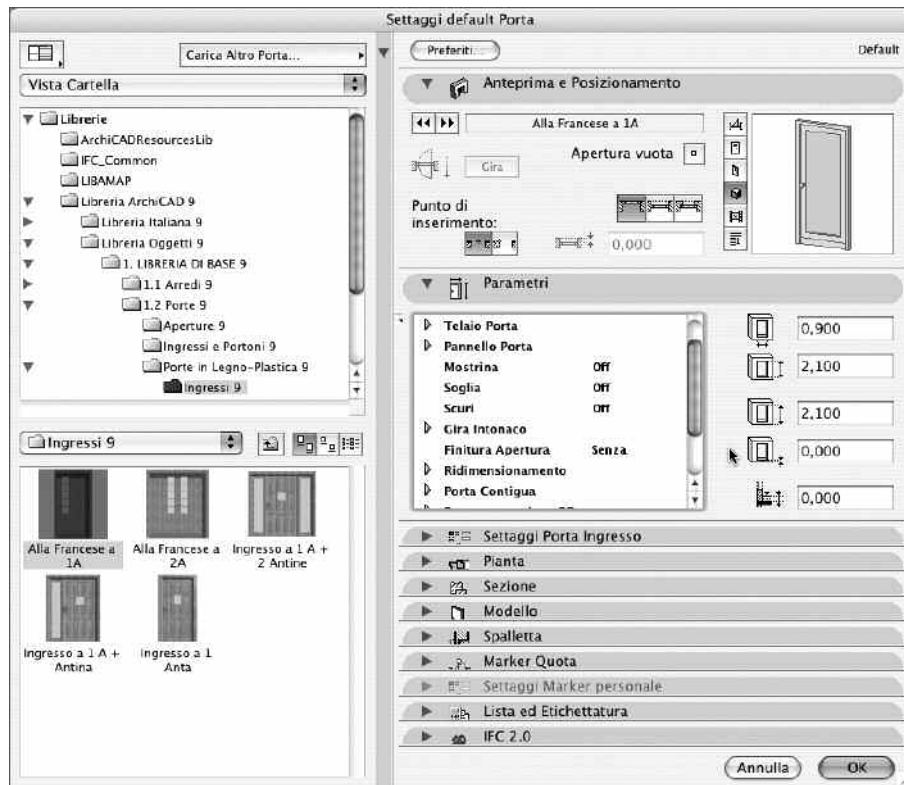 Settaggi default Porta
Carica Altro Porta...
Vista Cartella
Librerie
ArchiCADResourcesLib
IFC_Common
LIBAMAP
Libreria ArchiCAD 9
Libreria Italiana 9
Libreria Oggetti 9
1. LIBRERIA DI BASE 9
1.1 Arredi 9
1.2 Porte 9
Aperture 9
Ingressi e Portoni 9
Porte in Legno-Plastica 9
Ingressi 9
Ingressi 9
Alla Francese a 1A
Alla Francese a 2A
Ingresso a 1 A + 2 Antine
Ingresso a 1 A + Antina
Ingresso a 1 Anta
Preferiti...
Default
Anteprima e Posizionamento
Alla Francese a 1A
Gira
Apertura vuota
Punto di
inserimento:
0,000
Parametri
Telaio Porta
Pannello Porta
Mostrina Off
Soglia Off
Scuri Off
Gira Intonaco
Finitura Apertura Senza
Ridimensionamento
Porta Contigua
0,900
2,100
2,100
0,000
0,000
Settaggi Porta Ingresso
Pianta
Sezione
Modello
Spalletta
Marker Quota
Settaggi Marker personale
Lista ed Etichettatura
IFC 2.0
Annulla
OK